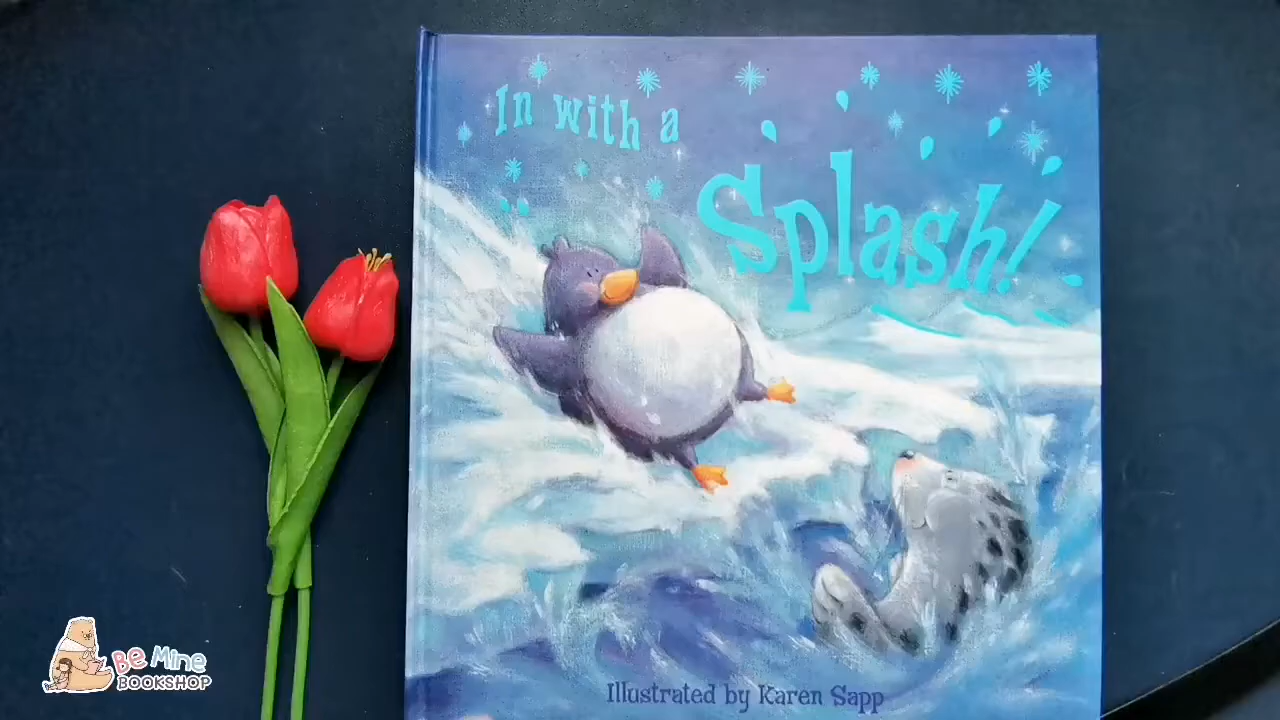 In with a
Splash!
Illustrated by Karen Sapp
Be Mine
BOOKSHOP